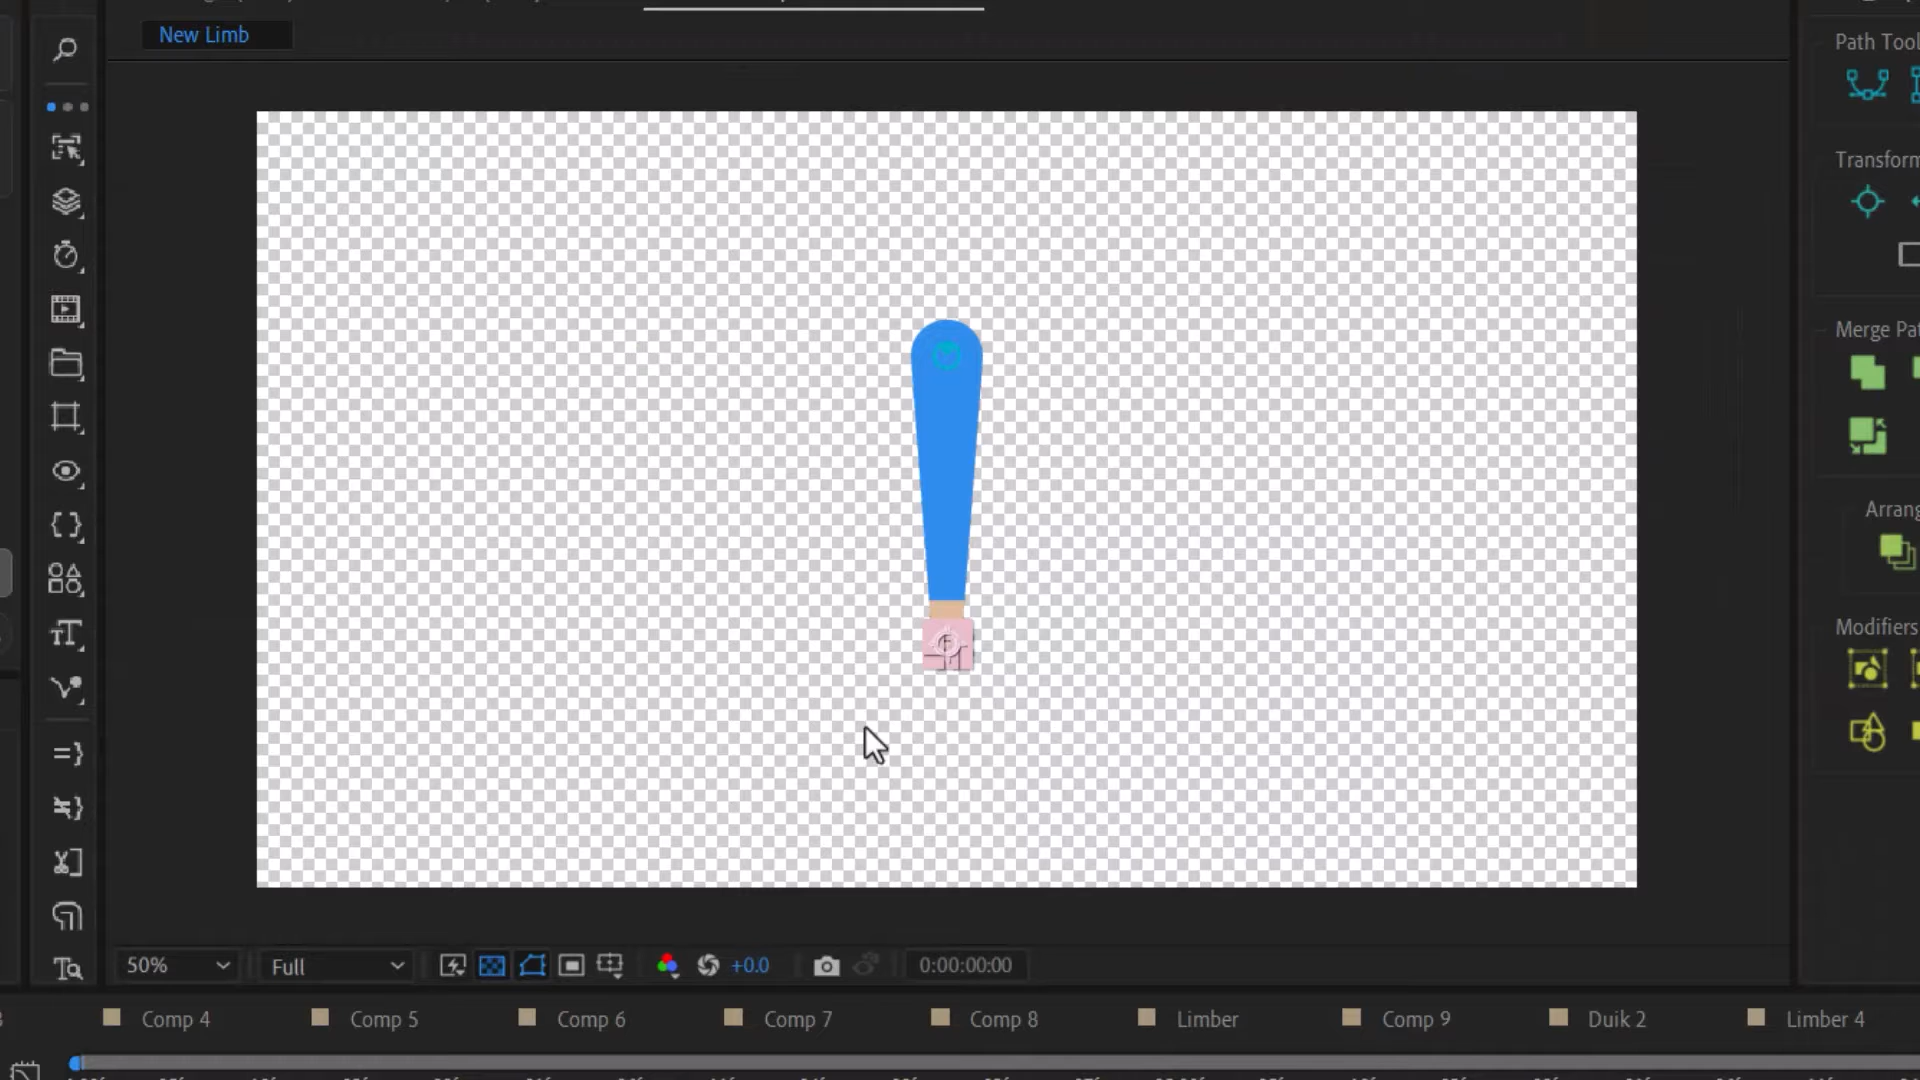 New Limb
Path Tool
Transform
Merge Pat
Arrang
Modifiers
50%
Full
+0.0
0:00:00:00
Comp 4
Comp 5
Comp 6
Comp 7
Comp 8
Limber
Comp 9
Duik 2
Limber 4